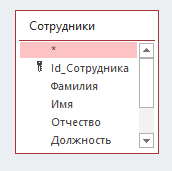 Сотрудники
*
Id_Сотрудника
Фамилия
Имя
Отчество
Должность